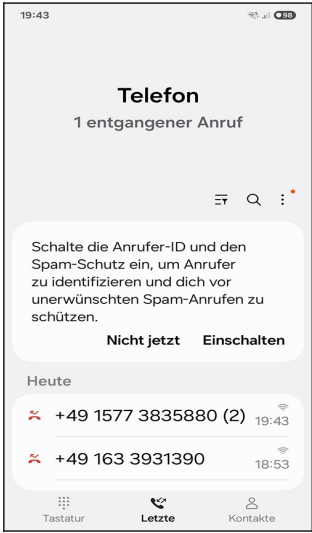 19:43
98
Telefon
1 entgangener Anruf
Schalte die Anrufer-ID und den
Spam-Schutz ein, um Anrufer
zu identifizieren und dich vor
unerwünschten Spam-Anrufen zu
schützen.
Nicht jetzt Einschalten
Heute
+49 1577 3835880 (2) 19:43
+49 163 3931390 18:53
Tastatur Letzte Kontakte